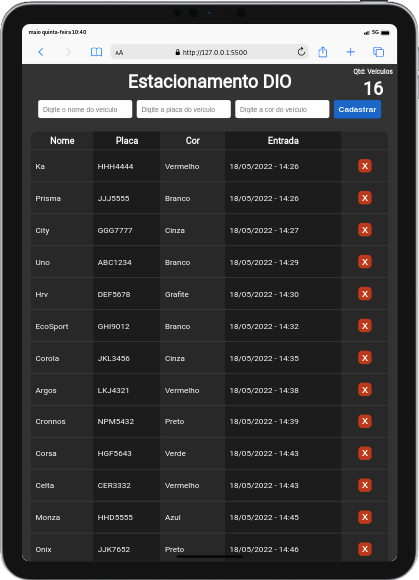 maio quinta-feira 10:40 5G
AA http://127.0.0.1:5500
Qtd: Veículos
Estacionamento DIO 16
Digite o nome do veículo Digite a placa do veículo Digite a cor do veículo Cadastrar
Nome Placa Cor Entrada
Ka HHH4444 Vermelho 18/05/2022 - 14:26 X
Prisma JJJ5555 Branco 18/05/2022 - 14:26 X
City GGG7777 Cinza 18/05/2022 - 14:27 X
Uno ABC1234 Branco 18/05/2022 - 14:29 X
Hrv DEF5678 Grafite 18/05/2022 - 14:30 X
EcoSport GHI9012 Branco 18/05/2022 - 14:32 X
Corola JKL3456 Cinza 18/05/2022 - 14:35 X
Argos LKJ4321 Vermelho 18/05/2022 - 14:38 X
Cronnos NPM5432 Preto 18/05/2022 - 14:39 X
Corsa HGF5643 Verde 18/05/2022 - 14:43 X
Celta CER3332 Vermelho 18/05/2022 - 14:43 X
Monza HHD5555 Azul 18/05/2022 - 14:45 X
Onix JJK7652 Preto 18/05/2022 - 14:46 X